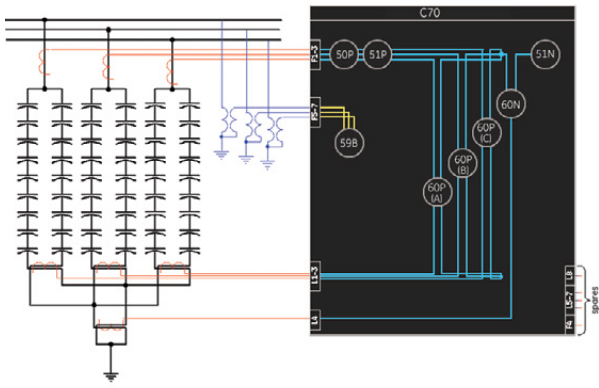 C70
F1-3
50P
51P
51N
60N
F5-7
59B
60P
(C)
60P
(B)
60P
(A)
L1-3
L4
L8
L5-7
F4
spares